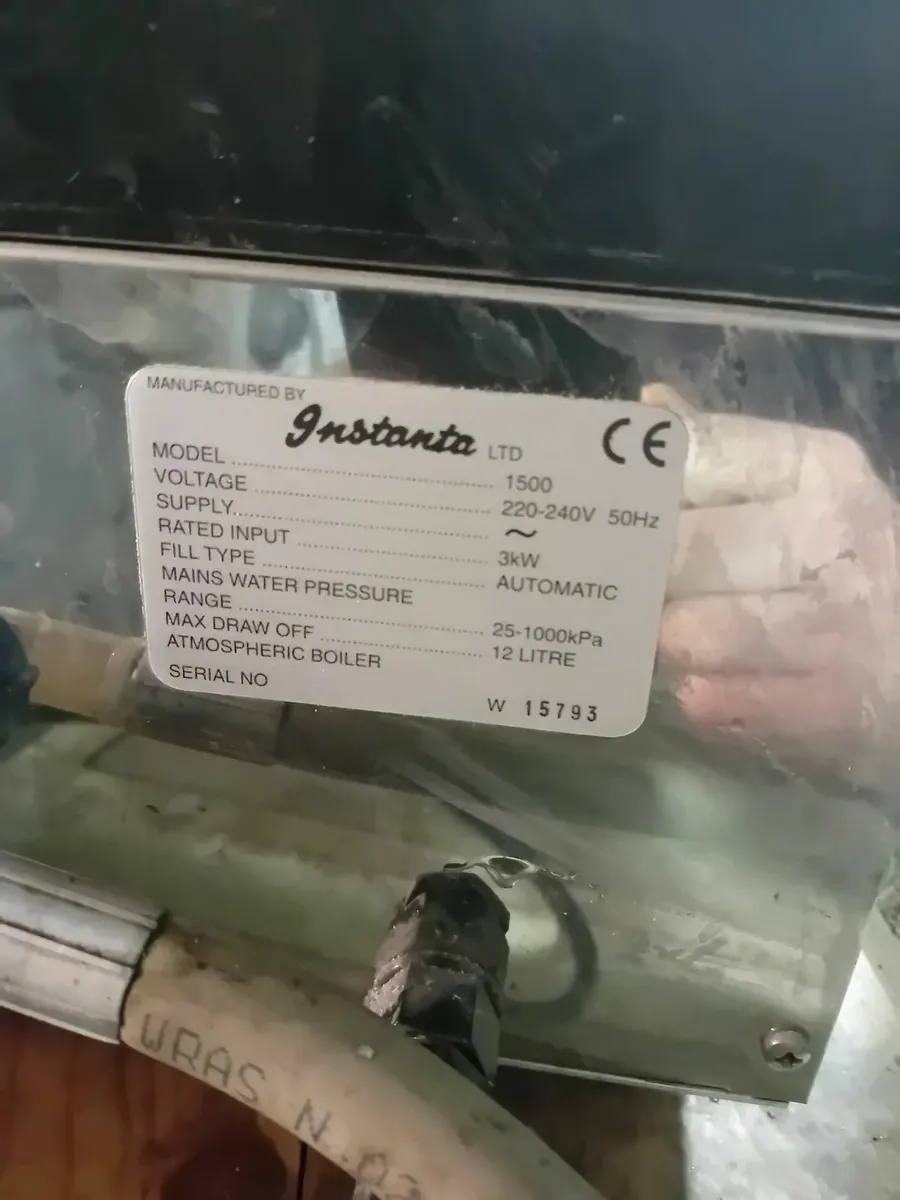 MANUFACTURED BY
Instanta LTD CE
MODEL ........ 1500
VOLTAGE ........ 220-240V 50Hz
SUPPLY ........ ~
RATED INPUT ........ 3kW
FILL TYPE ........ AUTOMATIC
MAINS WATER PRESSURE
RANGE ........ 25-1000kPa
MAX DRAW OFF ........ 12 LITRE
ATMOSPHERIC BOILER
SERIAL NO W 15793
WRAS N.